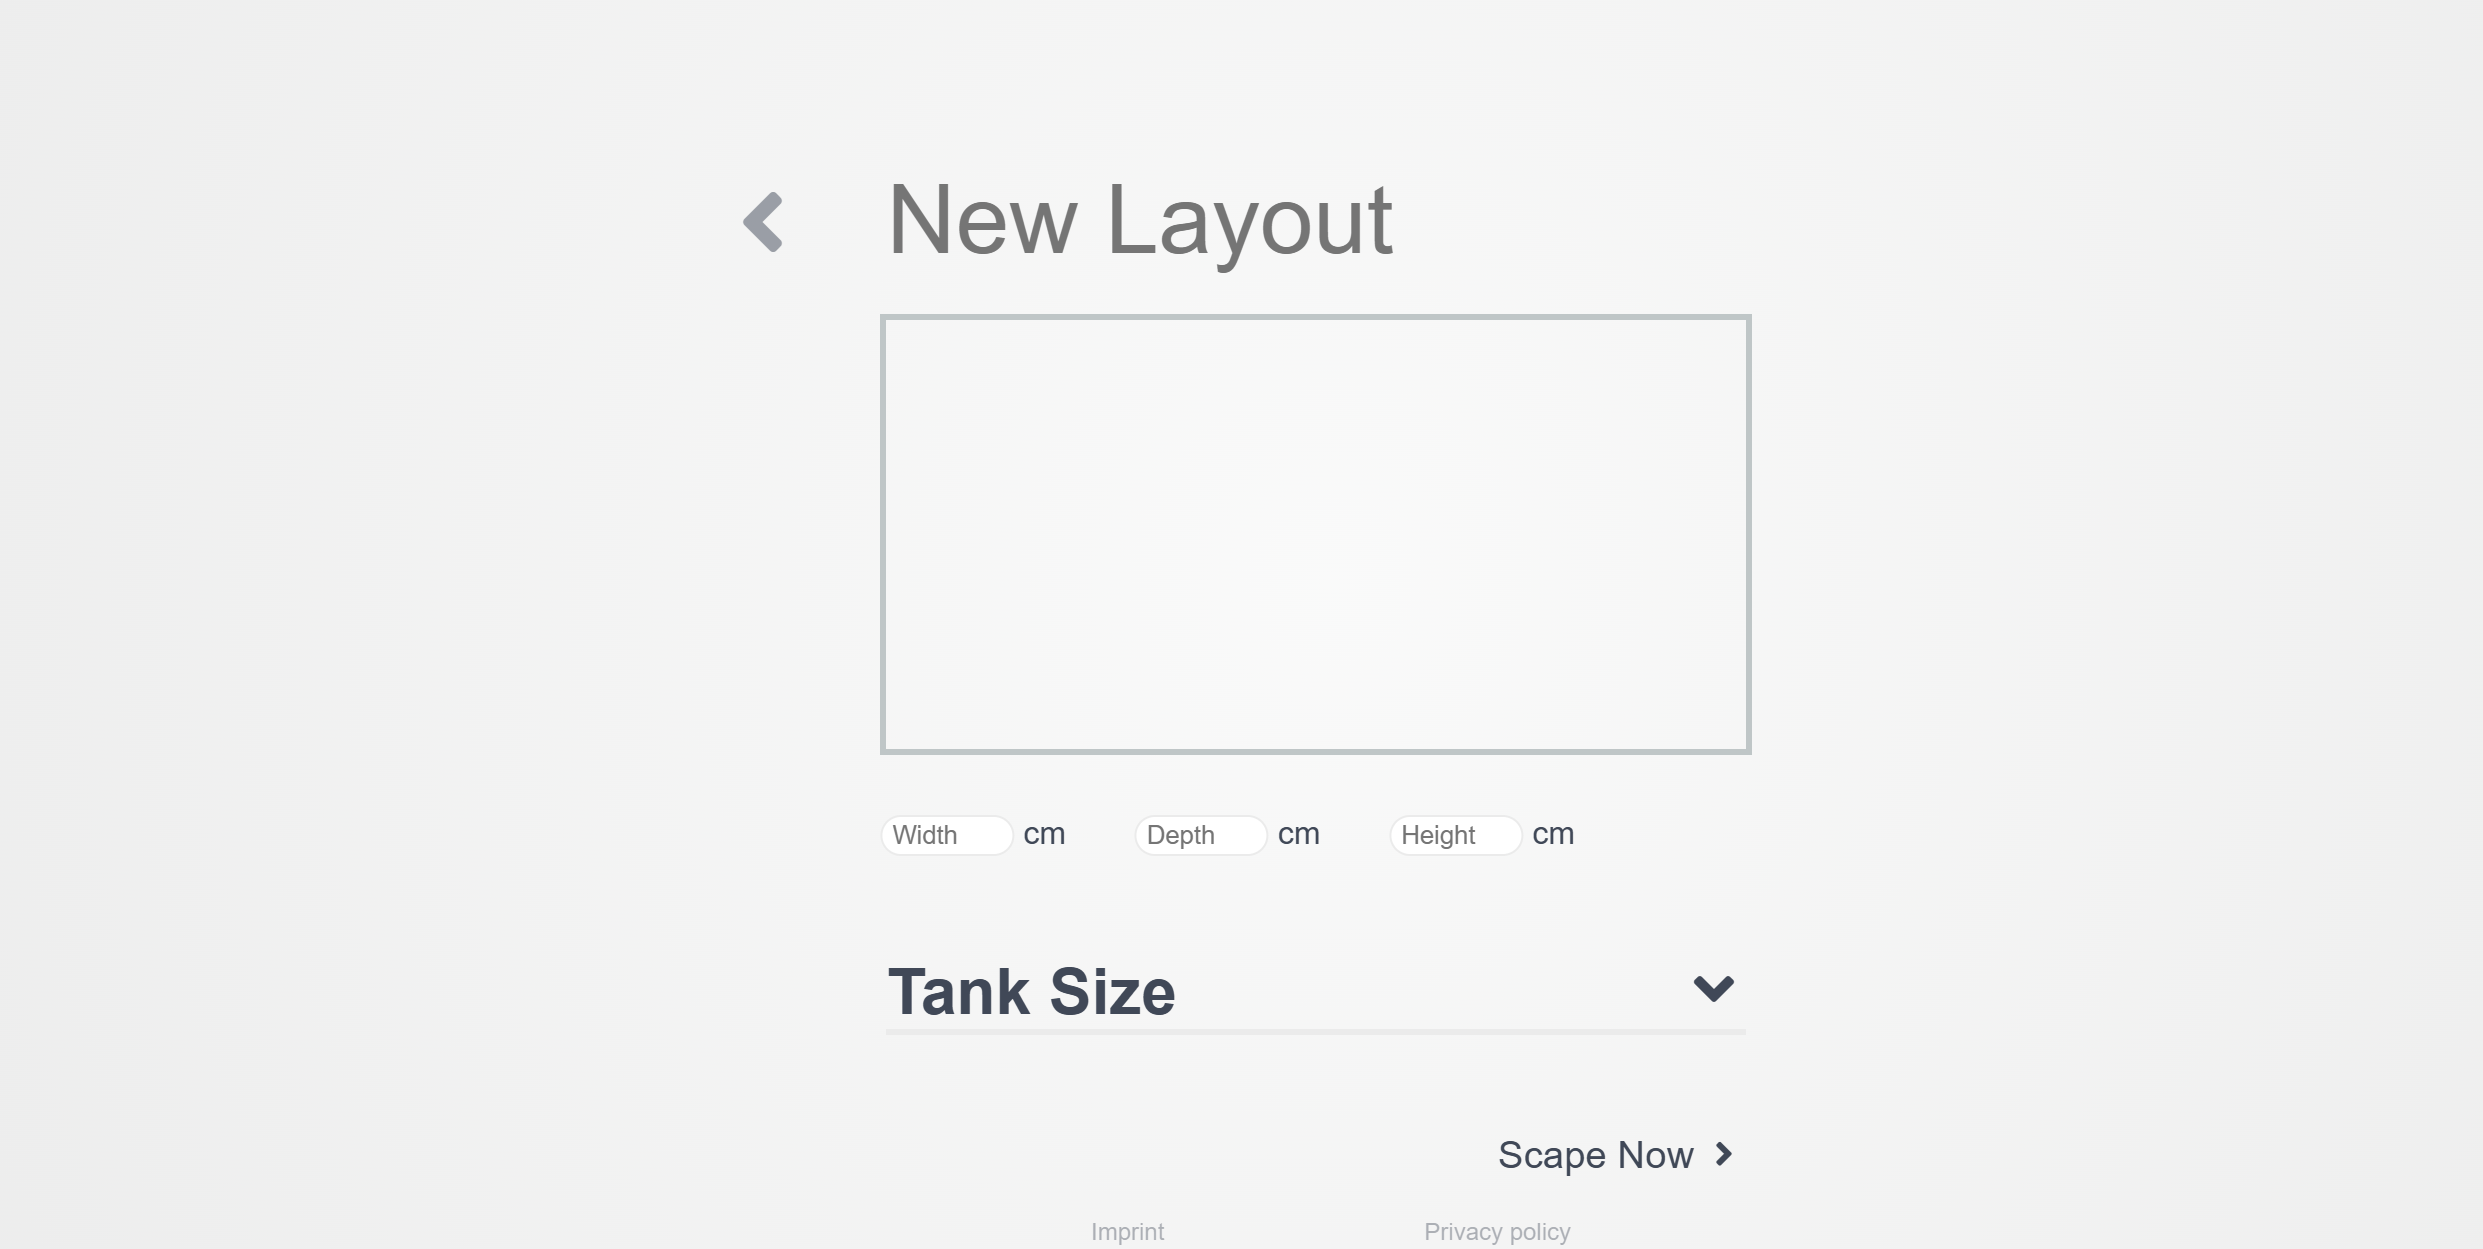 New Layout
Width cm Depth cm Height cm
Tank Size
Scape Now
Imprint Privacy policy